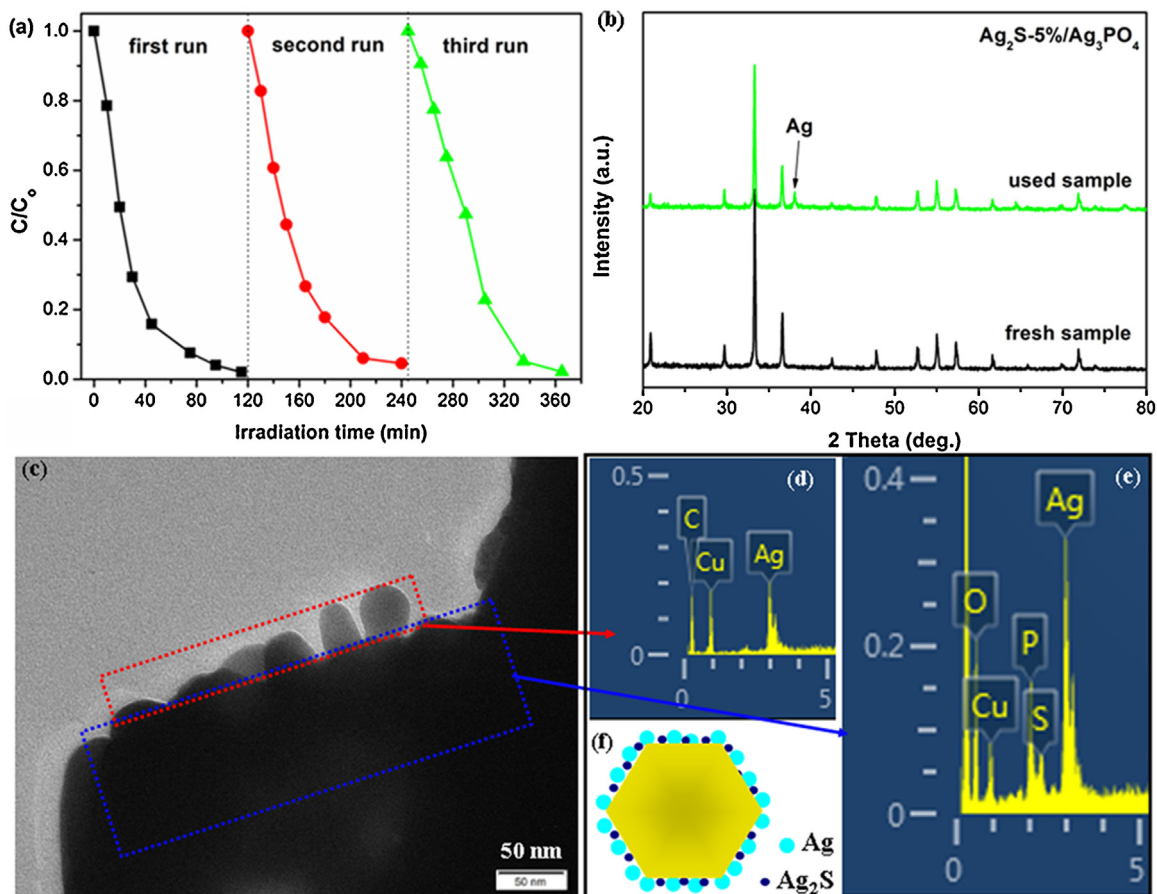 (a)
first run
second run
third run
1.0
0.8
0.6
0.4
0.2
0.0
C/Co
0 40 80 120 160 200 240 280 320 360
Irradiation time (min)
(b)
Ag2S-5%/Ag3PO4
Ag
used sample
fresh sample
Intensity (a.u.)
20 30 40 50 60 70 80
2 Theta (deg.)
(c)
50 nm
50 nm
(d)
0.5
C
Cu
Ag
0
0 5
(e)
0.4
Ag
O
0.2
P
Cu
S
0
0 5
(f)
Ag
Ag2S